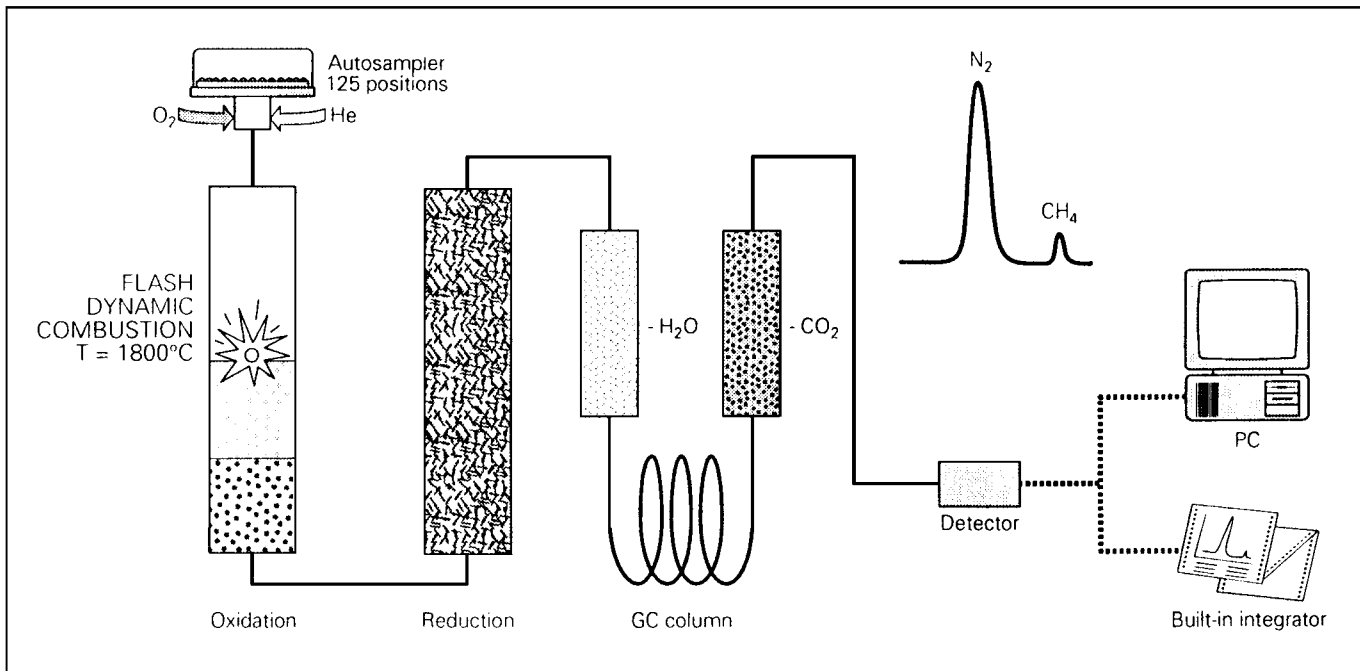 Autosampler
125 positions
O₂
He
N₂
CH₄
FLASH
DYNAMIC
COMBUSTION
T = 1800°C
- H₂O
- CO₂
PC
Detector
Oxidation
Reduction
GC column
Built-in integrator